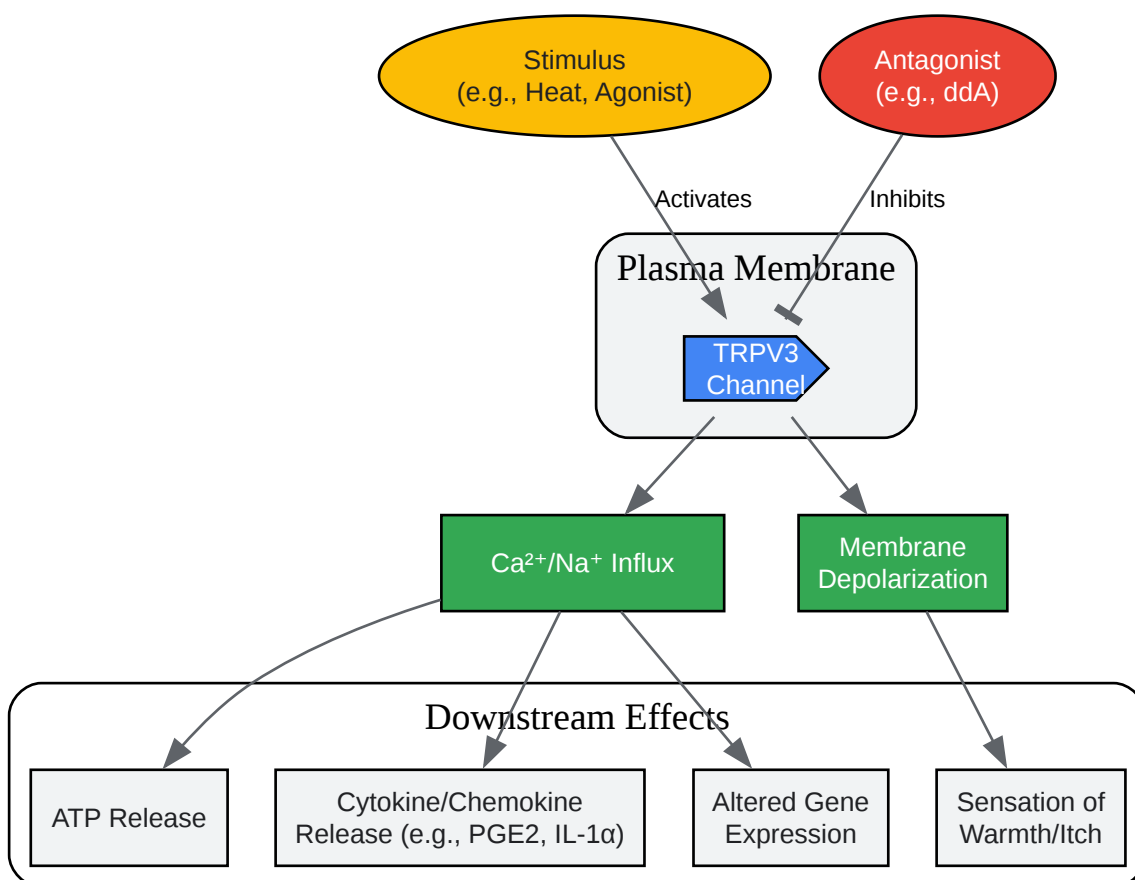 Stimulus
(e.g., Heat, Agonist)
Antagonist
(e.g., ddA)
Activates
Inhibits
Plasma Membrane
TRPV3
Channel
Ca²⁺/Na⁺ Influx
Membrane
Depolarization
Downstream Effects
ATP Release
Cytokine/Chemokine
Release (e.g., PGE2, IL-1α)
Altered Gene
Expression
Sensation of
Warmth/Itch